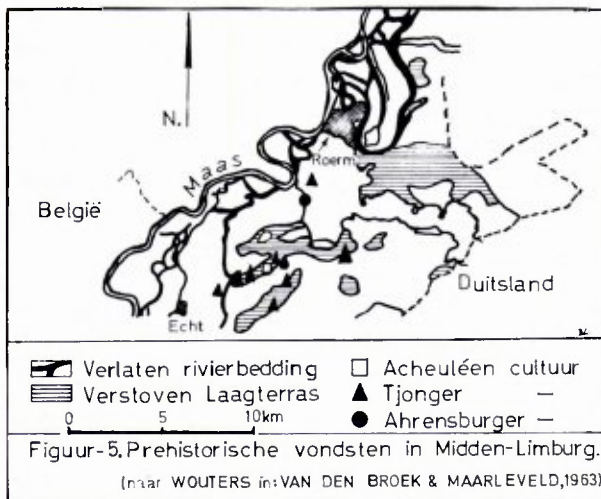 N.
Roerm.
Maas
België
Duitsland
Echt
Verlaten rivierbedding
Acheuléen cultuur
Verstoven Laagterras
Tjonger —
0 5 10km
Ahrensburger —
Figuur-5. Prehistorische vondsten in Midden-Limburg.
(naar WOUTERS in: VAN DEN BROEK & MAARLEVELD, 1963)